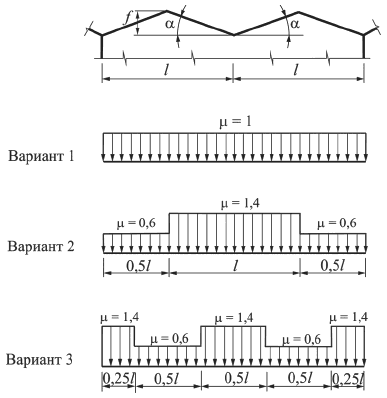 f α α
l l
μ = 1
Вариант 1
μ = 1,4
μ = 0,6 μ = 0,6
Вариант 2
0,5l l 0,5l
μ = 1,4 μ = 1,4 μ = 1,4
μ = 0,6 μ = 0,6
Вариант 3
0,25l 0,5l 0,5l 0,5l 0,25l